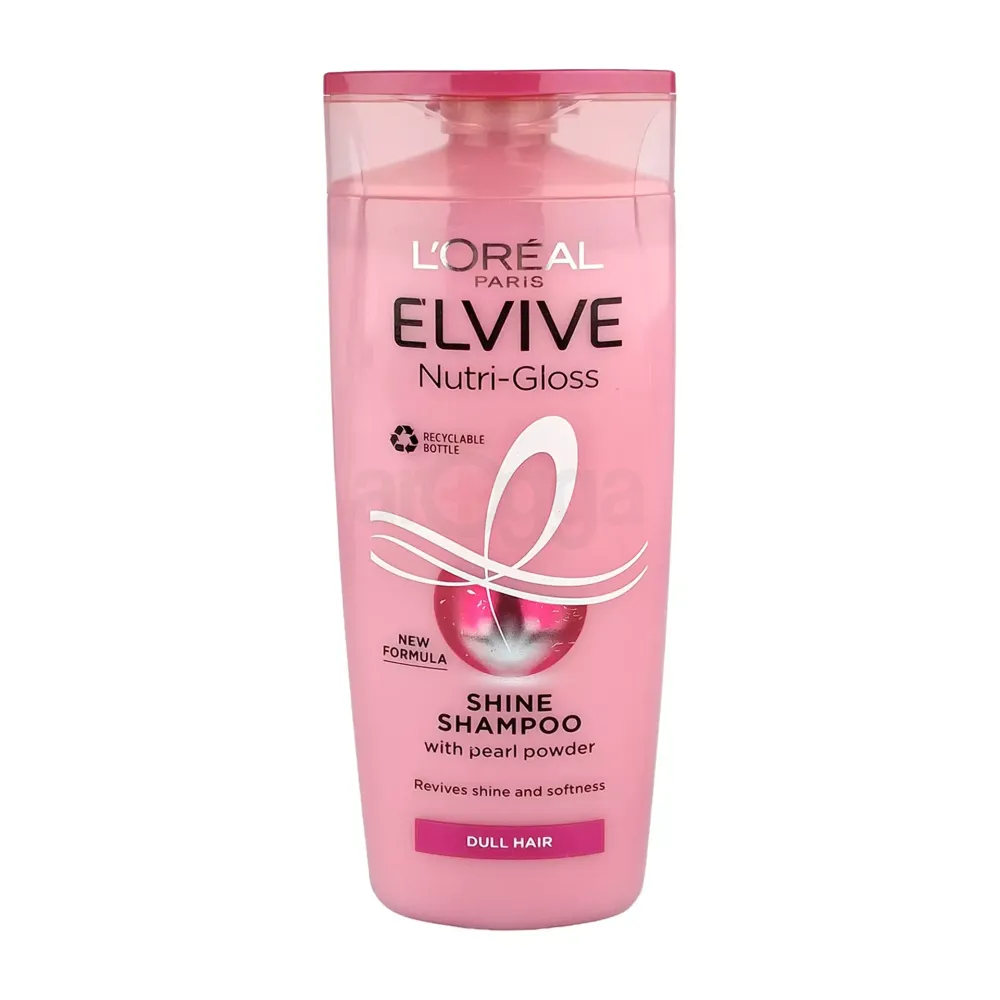 L'ORÉAL
PARIS
ELVIVE
Nutri-Gloss
RECYCLABLE
BOTTLE
arogga
NEW
FORMULA
SHINE
SHAMPOO
with pearl powder
Revives shine and softness
DULL HAIR